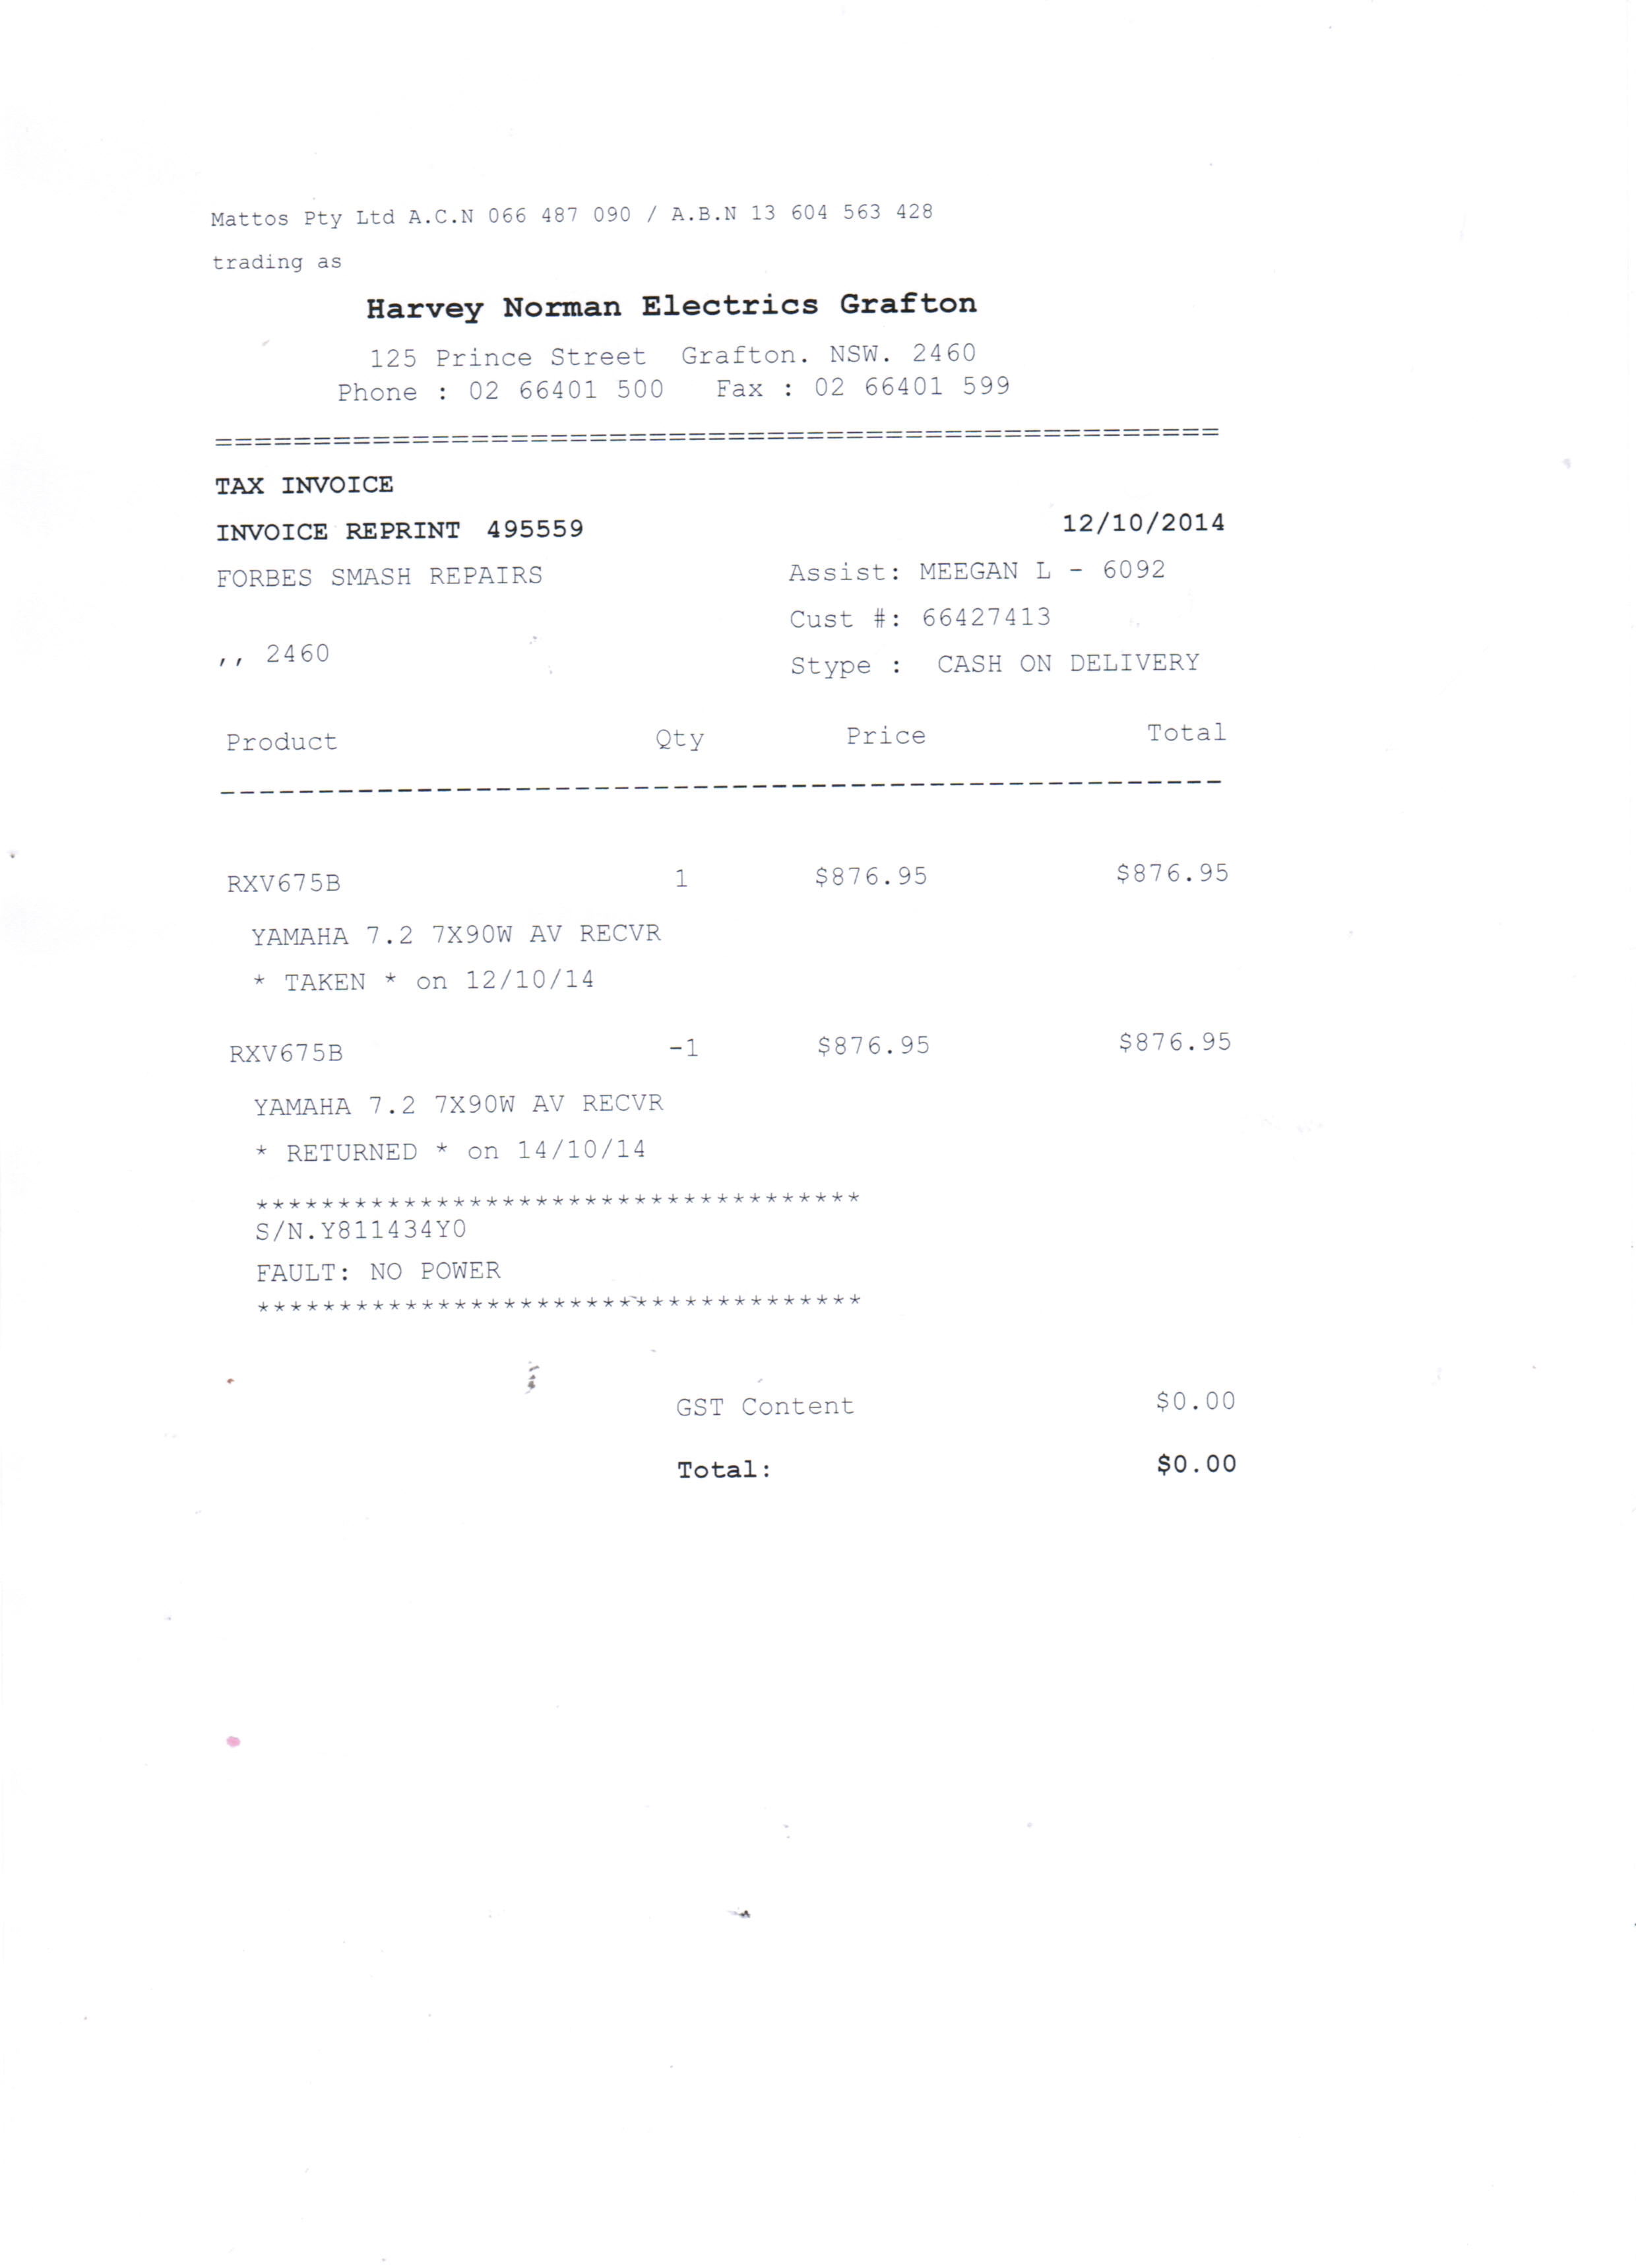 Mattos Pty Ltd A.C.N 066 487 090 / A.B.N 13 604 563 428
trading as
Harvey Norman Electrics Grafton
125 Prince Street Grafton. NSW. 2460
Phone : 02 66401 500 Fax : 02 66401 599
===================================================
TAX INVOICE
INVOICE REPRINT 495559 12/10/2014
FORBES SMASH REPAIRS Assist: MEEGAN L - 6092
Cust #: 66427413
,, 2460
Stype : CASH ON DELIVERY
Product Qty Price Total
---------------------------------------------------
RXV675B 1 $876.95 $876.95
YAMAHA 7.2 7X90W AV RECVR
* TAKEN * on 12/10/14
RXV675B -1 $876.95 $876.95
YAMAHA 7.2 7X90W AV RECVR
* RETURNED * on 14/10/14
*************************************
S/N.Y811434Y0
FAULT: NO POWER
*************************************
GST Content $0.00
Total: $0.00